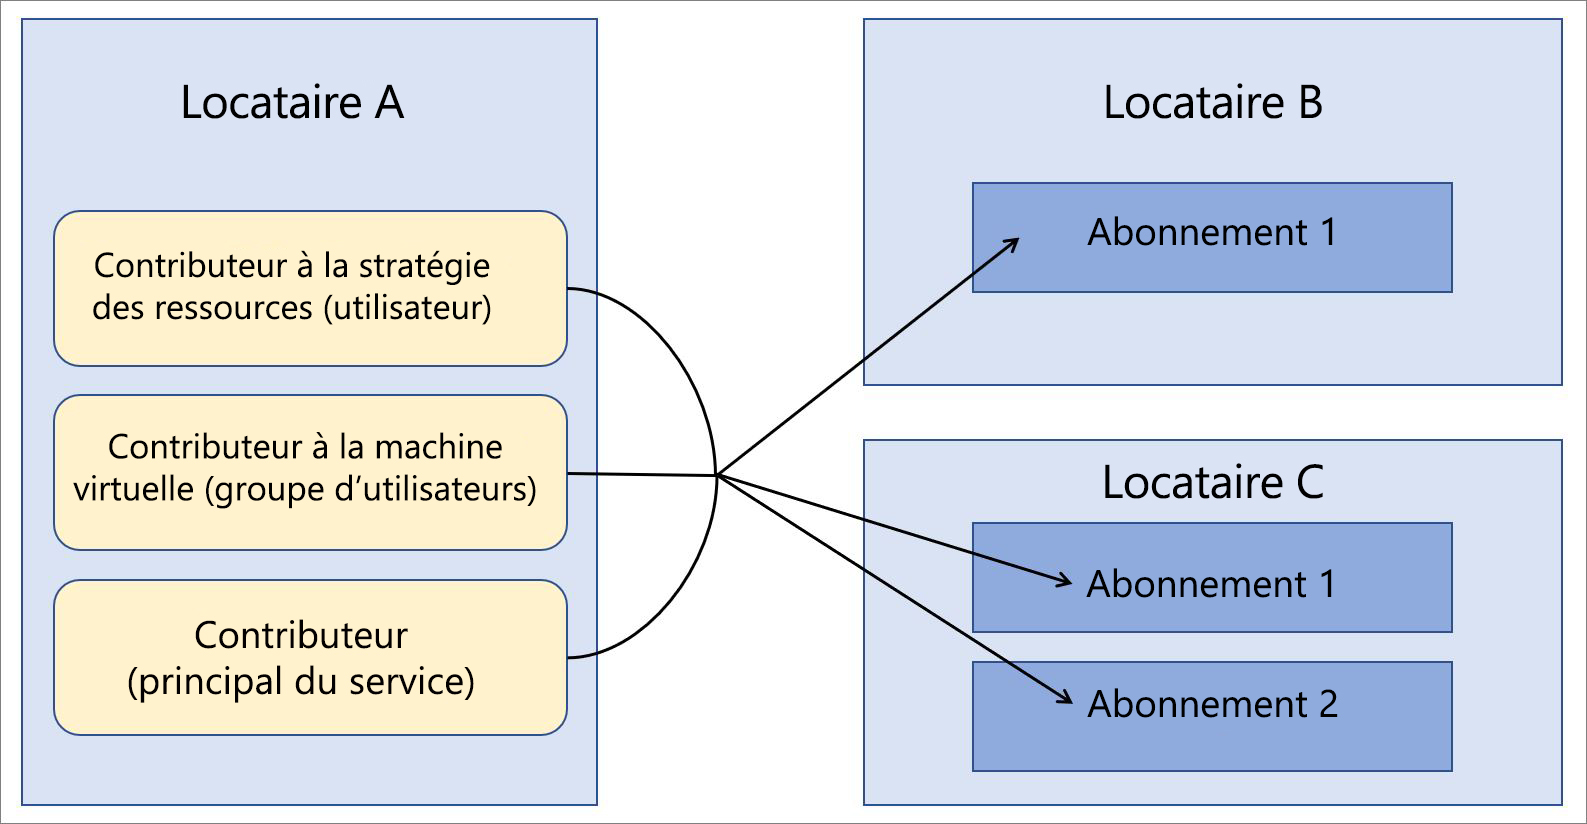 Locataire A
Contributeur à la stratégie
des ressources (utilisateur)
Contributeur à la machine
virtuelle (groupe d’utilisateurs)
Contributeur
(principal du service)
Locataire B
Abonnement 1
Locataire C
Abonnement 1
Abonnement 2